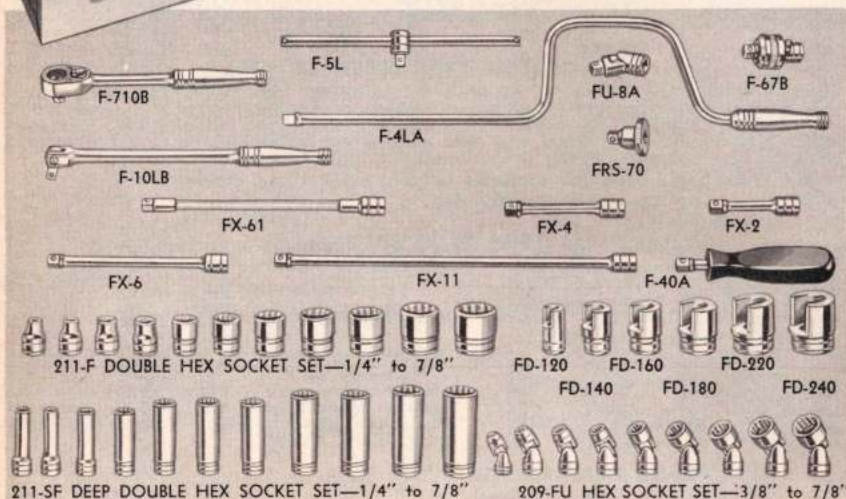 F-5L
F-710B
FU-8A
F-67B
F-4LA
F-10LB
FRS-70
FX-61
FX-4
FX-2
FX-6
FX-11
F-40A
211-F DOUBLE HEX SOCKET SET—1/4" to 7/8"
FD-120
FD-160
FD-220
FD-140
FD-180
FD-240
211-SF DEEP DOUBLE HEX SOCKET SET—1/4" to 7/8"
209-FU HEX SOCKET SET—3/8" to 7/8"